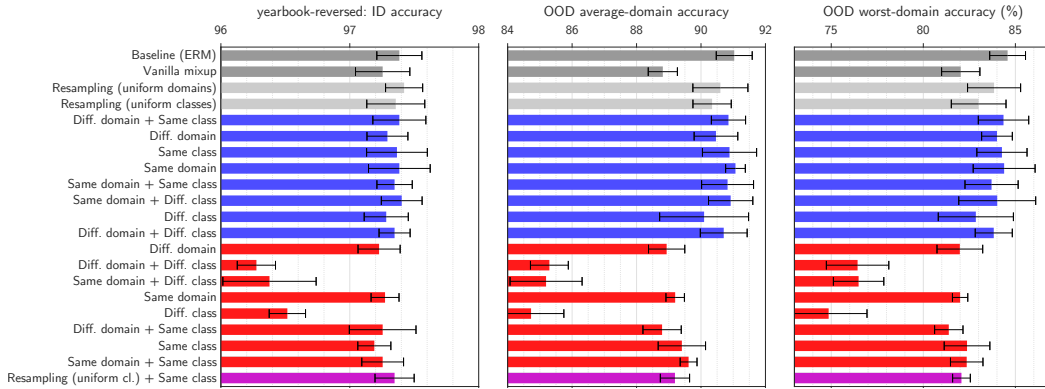 yearbook-reversed: ID accuracy
OOD average-domain accuracy
OOD worst-domain accuracy (%)
96 97 98
84 86 88 90 92
75 80 85
Baseline (ERM)
Vanilla mixup
Resampling (uniform domains)
Resampling (uniform classes)
Diff. domain + Same class
Diff. domain
Same class
Same domain
Same domain + Same class
Same domain + Diff. class
Diff. class
Diff. domain + Diff. class
Diff. domain
Diff. domain + Diff. class
Same domain + Diff. class
Same domain
Diff. class
Diff. domain + Same class
Same class
Same domain + Same class
Resampling (uniform cl.) + Same class